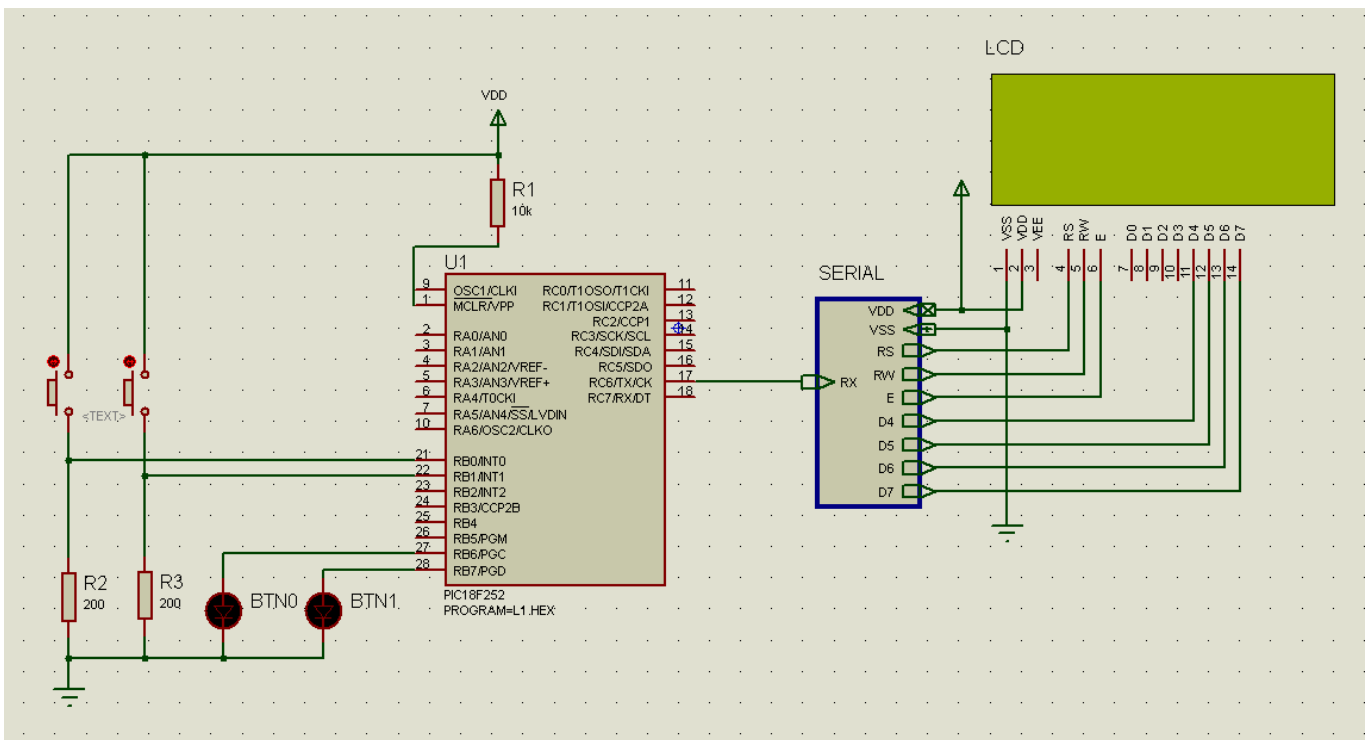 LCD
VDD
R1
10k
VSS
VDD
VEE
RS
RW
E
D0
D1
D2
D3
D4
D5
D6
D7
1
2
3
4
5
6
7
8
9
10
11
12
13
14
U1
SERIAL
9 OSC1/CLKI RC0/T1OSO/T1CKI 11
1 MCLR/VPP RC1/T1OSI/CCP2A 12
RC2/CCP1 13
2 RA0/AN0 RC3/SCK/SCL
3 RA1/AN1 RC4/SDI/SDA 15
4 RA2/AN2/VREF- RC5/SDO 16
5 RA3/AN3/VREF+ RC6/TX/CK 17
6 RA4/T0CKI RC7/RX/DT 18
7 RA5/AN4/SS/LVDIN
10 RA6/OSC2/CLKO
21 RB0/INT0
22 RB1/INT1
23 RB2/INT2
24 RB3/CCP2B
25 RB4
26 RB5/PGM
27 RB6/PGC
28 RB7/PGD
PIC18F252
PROGRAM=L1.HEX
VDD
VSS
RS
RW
RX
E
D4
D5
D6
D7
<TEXT>
R2
200
R3
200
BTN0
BTN1